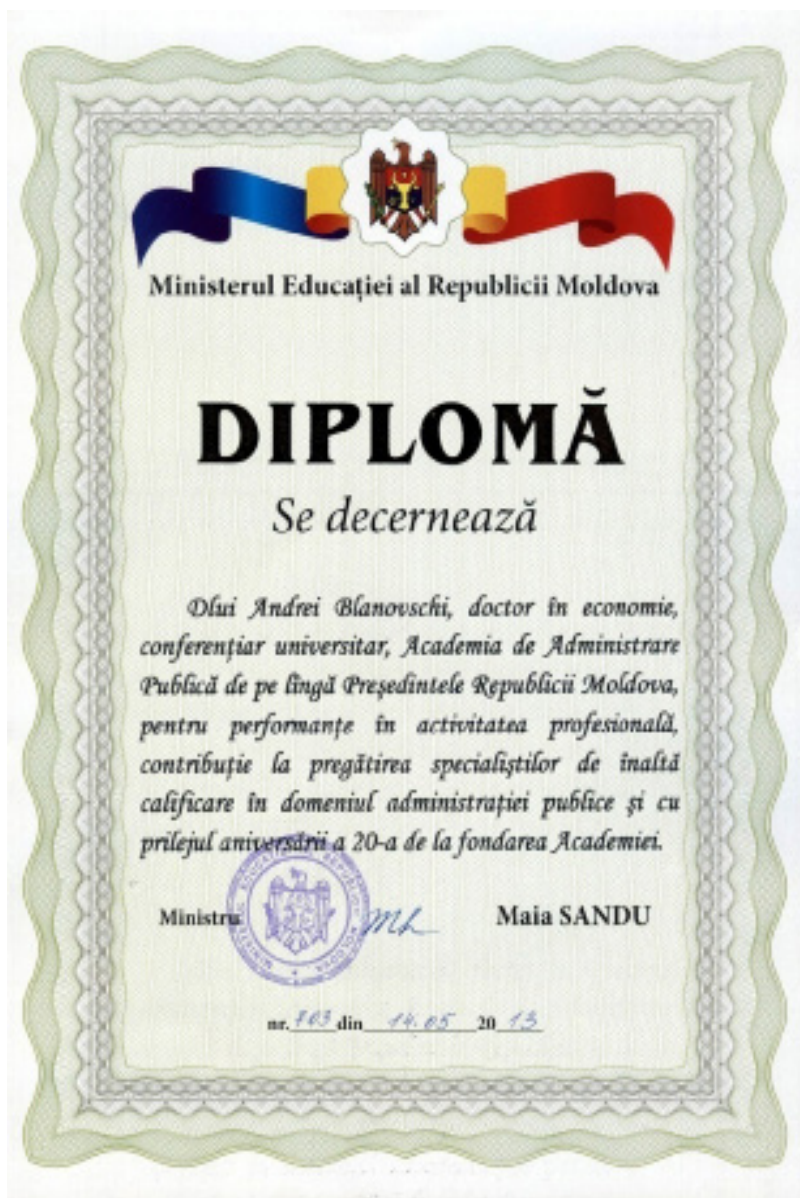 Ministerul Educației al Republicii Moldova
DIPLOMĂ
Se decernează
Dlui Andrei Blanovschi, doctor în economie,
conferențiar universitar, Academia de Administrare
Publică de pe lîngă Președintele Republicii Moldova,
pentru performanțe în activitatea profesională,
contribuție la pregătirea specialiștilor de înaltă
calificare în domeniul administrației publice și cu
prilejul aniversării a 20-a de la fondarea Academiei.
Ministru Maia SANDU
nr. 703 din 14.05 2013